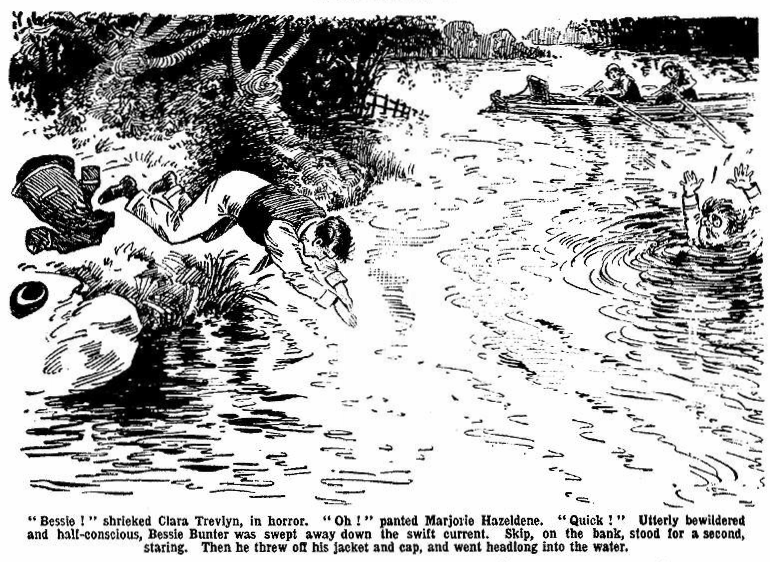 “ Bessie ! ” shrieked Clara Trevlyn, in horror. “ Oh ! ” panted Marjorie Hazeldene. “ Quick ! ” Utterly bewildered
and half-conscious, Bessie Bunter was swept away down the swift current. Skip, on the bank, stood for a second,
staring. Then he threw off his jacket and cap, and went headlong into the water.